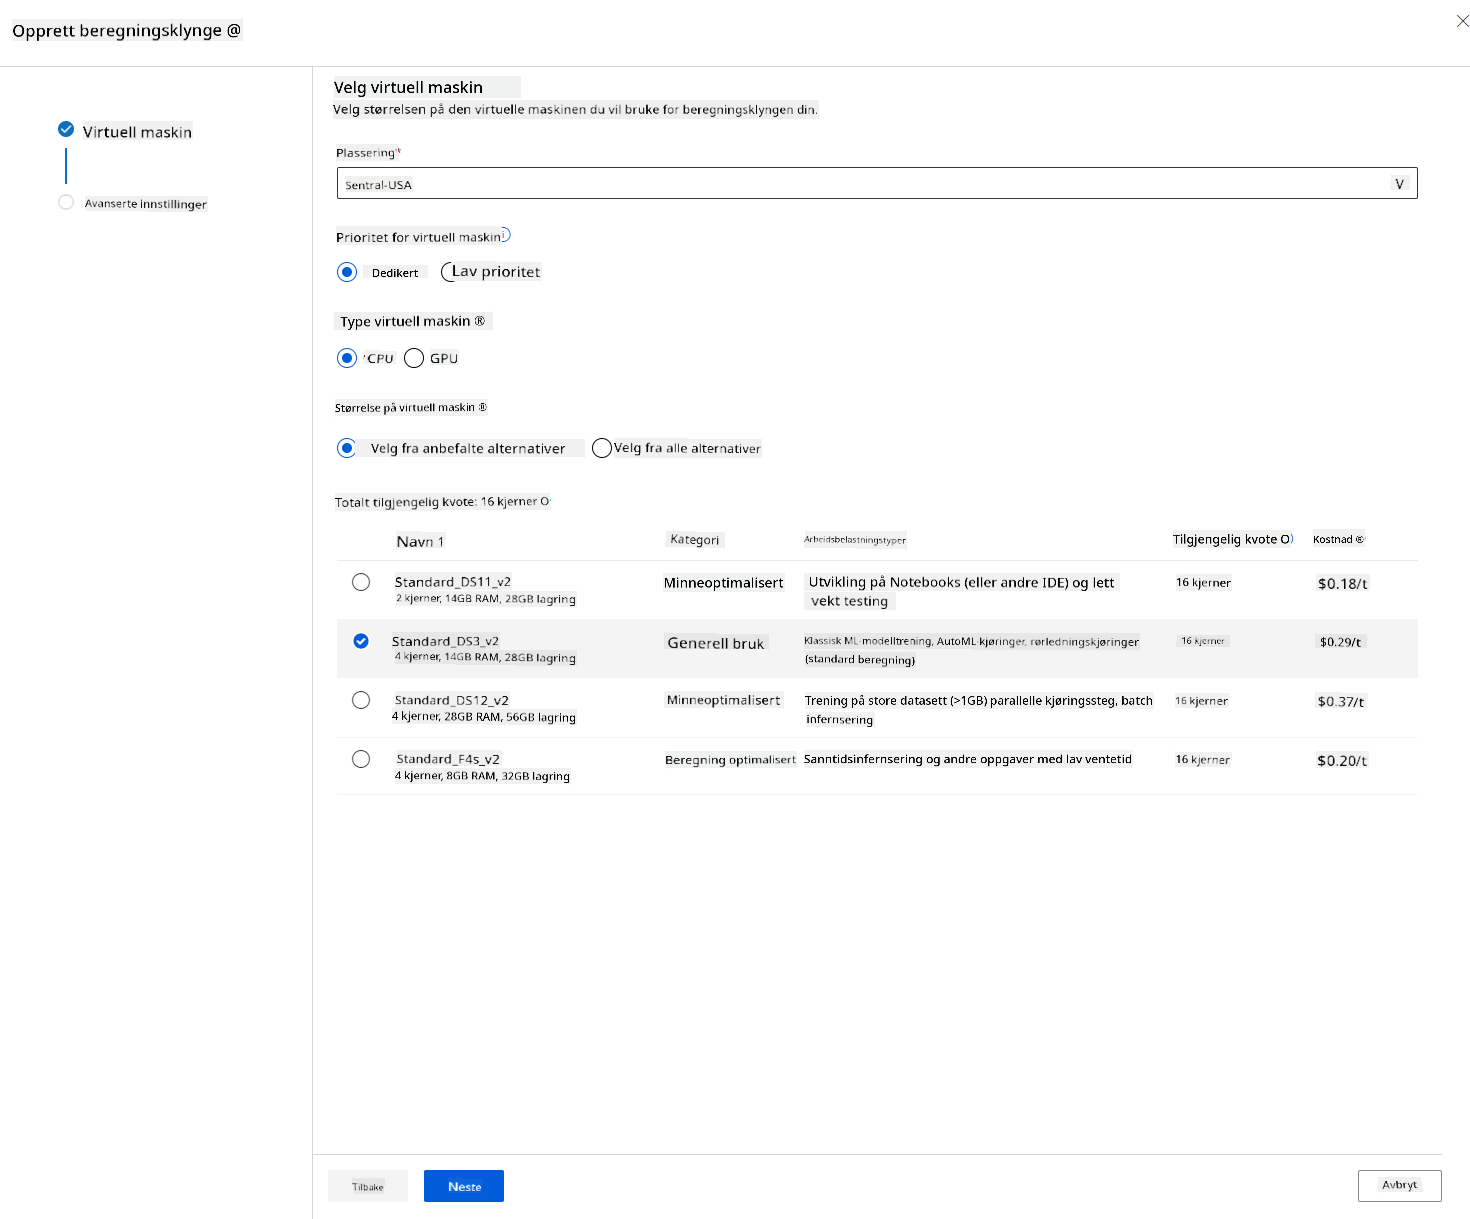 Opprett beregningsklynge @
Virtuell maskin
Avanserte innstillinger
Velg virtuell maskin
Velg størrelsen på den virtuelle maskinen du vil bruke for beregningsklyngen din.
Plassering*
Sentral-USA V
Prioritet for virtuell maskin i
Dedikert Lav prioritet
Type virtuell maskin ®
CPU GPU
Størrelse på virtuell maskin ®
Velg fra anbefalte alternativer Velg fra alle alternativer
Totalt tilgjengelig kvote: 16 kjerner O
Navn 1 Kategori Arbeidsbelastningstyper Tilgjengelig kvote O Kostnad ®
Standard_DS11_v2 Minneoptimalisert Utvikling på Notebooks (eller andre IDE) og lett 16 kjerner $0.18/t
2 kjerner, 14GB RAM, 28GB lagring vekt testing
Standard_DS3_v2 Generell bruk Klassisk ML-modelltrening, AutoML-kjøringer, rørledningskjøringer 16 kjerner $0.29/t
4 kjerner, 14GB RAM, 28GB lagring (standard beregning)
Standard_DS12_v2 Minneoptimalisert Trening på store datasett (>1GB) parallelle kjøringssteg, batch 16 kjerner $0.37/t
4 kjerner, 28GB RAM, 56GB lagring infernsering
Standard_F4s_v2 Beregning optimalisert Sanntidsinfernsering og andre oppgaver med lav ventetid 16 kjerner $0.20/t
4 kjerner, 8GB RAM, 32GB lagring
Tilbake Neste Avbryt